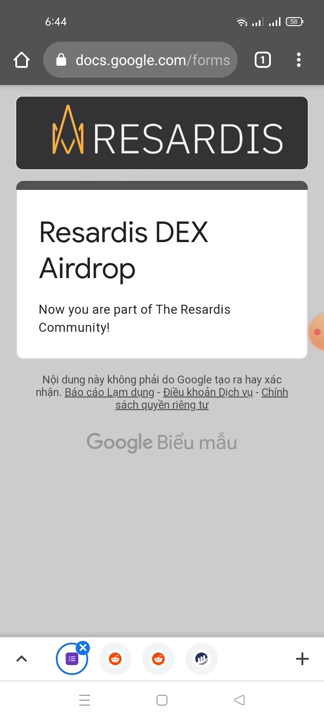 6:44
58
docs.google.com/forms
1
RESARDIS
Resardis DEX
Airdrop
Now you are part of The Resardis
Community!
Nội dung này không phải do Google tạo ra hay xác
nhận. Báo cáo Lạm dụng - Điều khoản Dịch vụ - Chính
sách quyền riêng tư
Google Biểu mẫu